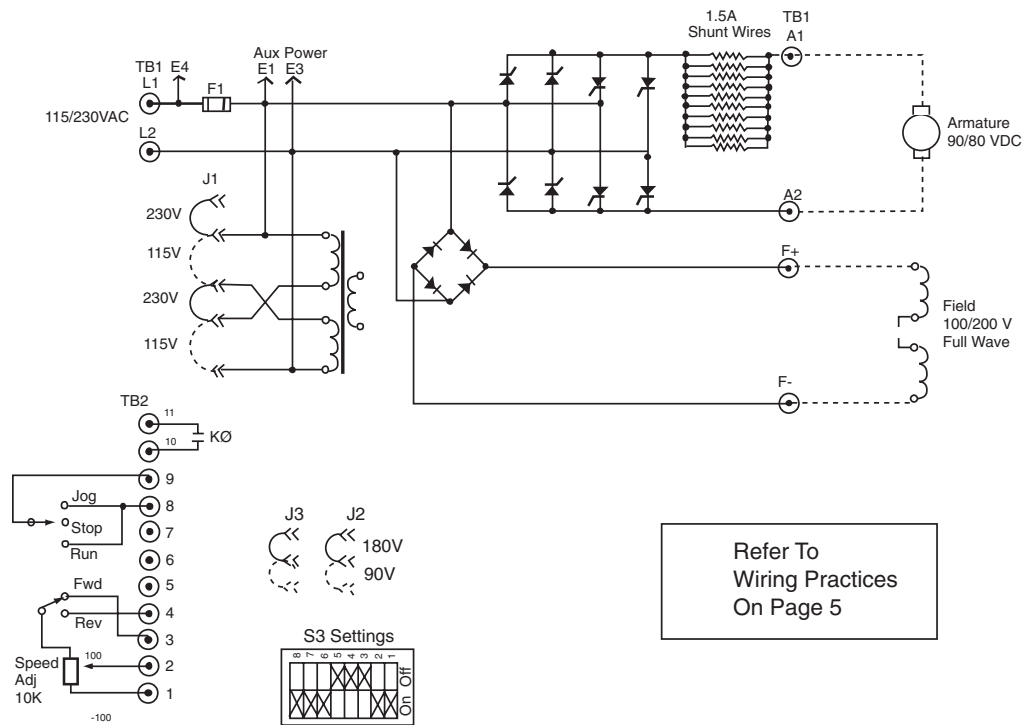 1.5A
Shunt Wires
TB1
A1
Aux Power
E1 E3
TB1
L1
E4
F1
115/230VAC
L2
Armature
90/80 VDC
A2
J1
230V
115V
230V
115V
F+
Field
100/200 V
Full Wave
F-
TB2
11
10
KØ
9
Jog
8
Stop
7
Run
6
5
Fwd
4
Rev
3
100
2
Speed
Adj
10K
1
-100
J3
J2
180V
90V
S3 Settings
8 7 6 5 4 3 2 1
On Off
Refer To
Wiring Practices
On Page 5